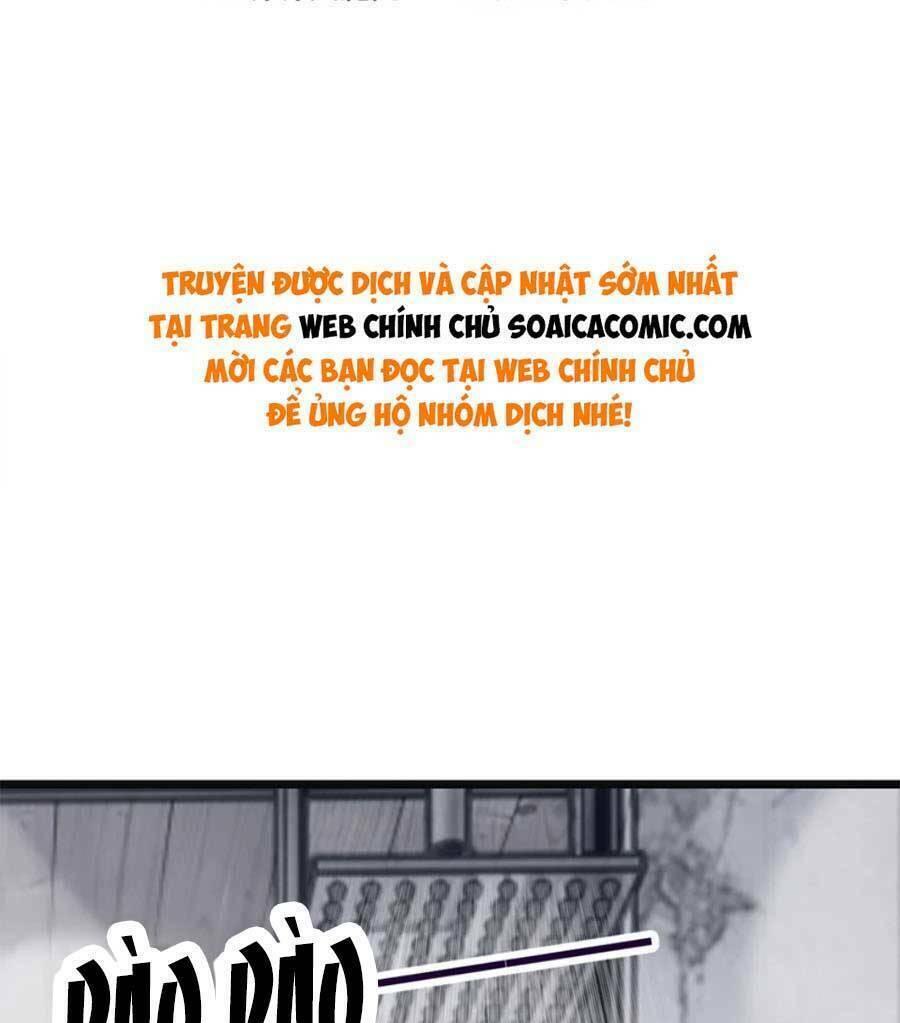 TRUYỆN ĐƯỢC DỊCH VÀ CẬP NHẬT SỚM NHẤT
TẠI TRANG WEB CHÍNH CHỦ SOAICACOMIC.COM
MỜI CÁC BẠN ĐỌC TẠI WEB CHÍNH CHỦ
ĐỂ ỦNG HỘ NHÓM DỊCH NHÉ!